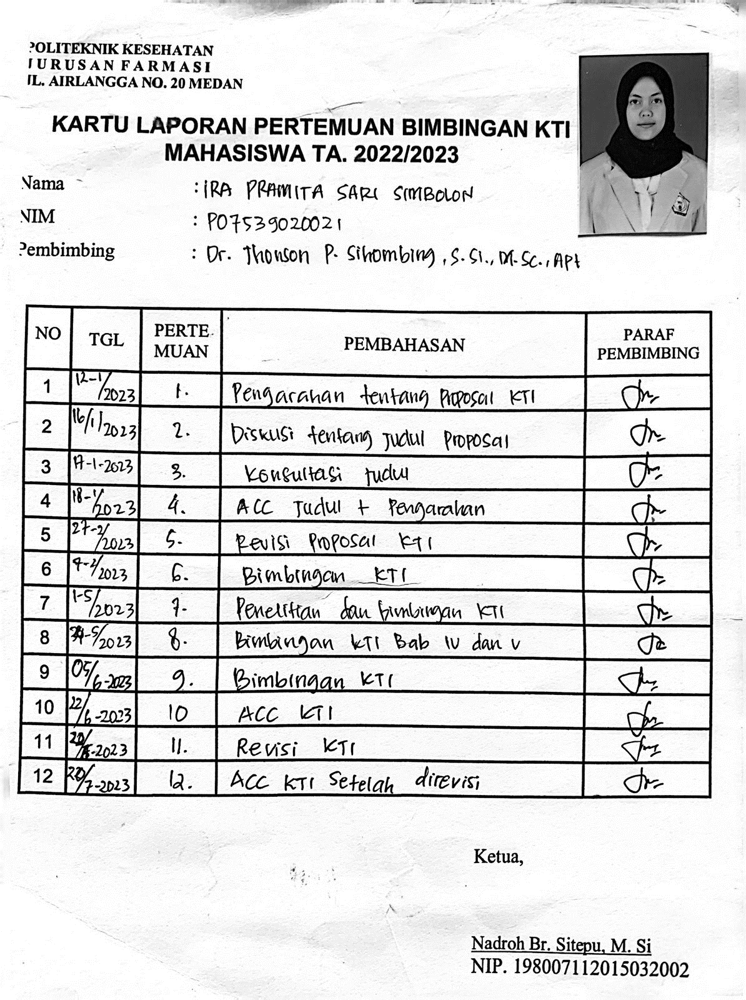 POLITEKNIK KESEHATAN
JURUSAN FARMASI
JL. AIRLANGGA NO. 20 MEDAN
KARTU LAPORAN PERTEMUAN BIMBINGAN KTI
MAHASISWA TA. 2022/2023
Nama : IRA PRAMITA SARI SIMBOLON
NIM : P07539020021
Pembimbing : Dr. Jhonson P. Sihombing, S.Si., M.Sc., Apt
NO TGL PERTE MUAN PEMBAHASAN PARAF PEMBIMBING
1 12-1/2023 1. Pengarahan tentang Proposal KTI
2 16/1/2023 2. Diskusi tentang Judul Proposal
3 17-1-2023 3. Konsultasi Judul
4 18-1/2023 4. ACC Judul + Pengarahan
5 27-2/2023 5. Revisi Proposal KTI
6 2023 6. Bimbingan KTI
7 1-5/2023 7. Penelitian dan bimbingan KTI
8 5/2023 8. Bimbingan KTI Bab IV dan V
9 05/6-2023 9. Bimbingan KTI
10 22/6-2023 10 ACC KTI
11 2023 11. Revisi KTI
12 7-2023 12. ACC KTI Setelah direvisi
Ketua,
Nadroh Br. Sitepu, M. Si
NIP. 198007112015032002